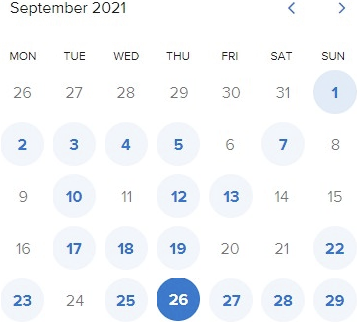 September 2021
MON TUE WED THU FRI SAT SUN
26 27 28 29 30 31 1
2 3 4 5 6 7 8
9 10 11 12 13 14 15
16 17 18 19 20 21 22
23 24 25 26 27 28 29